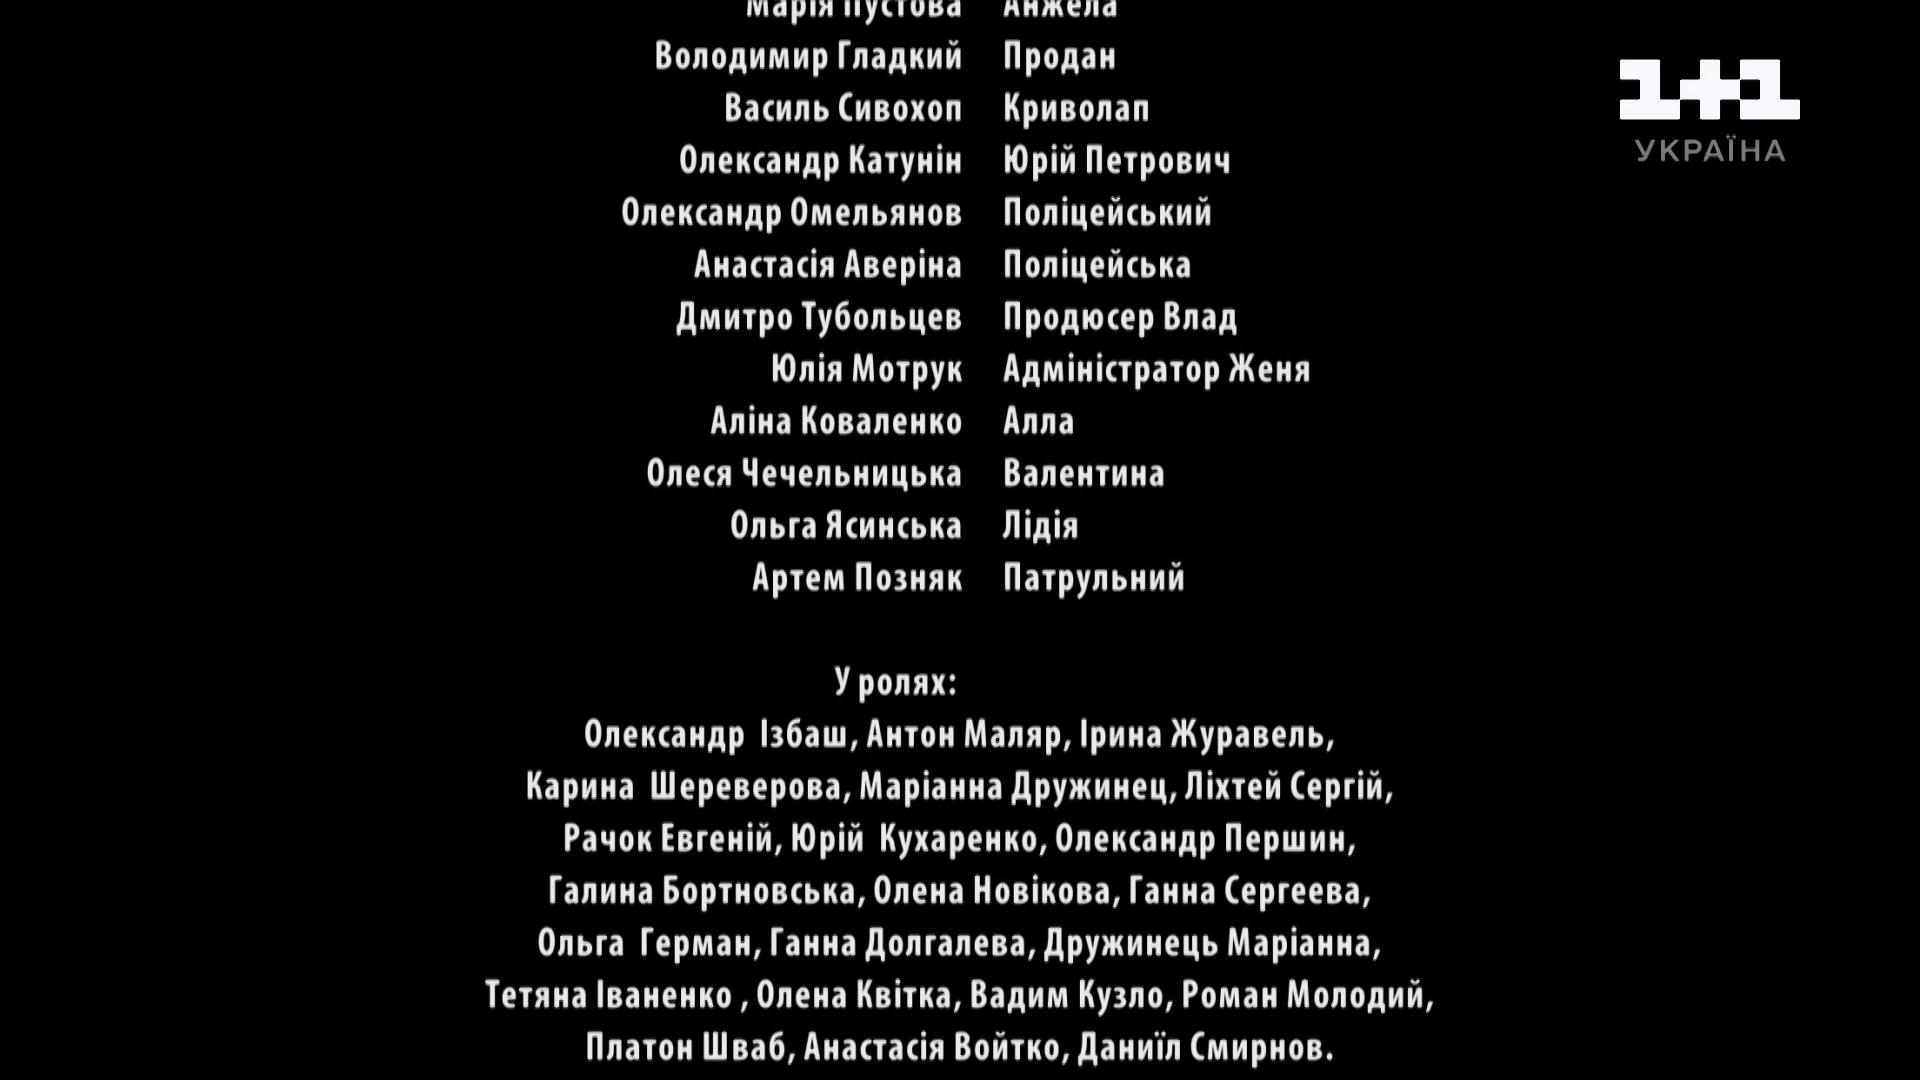 Марія Пустова Анжела
Володимир Гладкий Продан
Василь Сивохоп Криволап
Олександр Катунін Юрій Петрович
Олександр Омельянов Поліцейський
Анастасія Аверіна Поліцейська
Дмитро Тубольцев Продюсер Влад
Юлія Мотрук Адміністратор Женя
Аліна Коваленко Алла
Олеся Чечельницька Валентина
Ольга Ясинська Лідія
Артем Позняк Патрульний
У ролях:
Олександр Ізбаш, Антон Маляр, Ірина Журавель,
Карина Шереверова, Маріанна Дружинец, Ліхтей Сергій,
Рачок Евгеній, Юрій Кухаренко, Олександр Першин,
Галина Бортновська, Олена Новікова, Ганна Сергеева,
Ольга Герман, Ганна Долгалева, Дружинець Маріанна,
Тетяна Іваненко , Олена Квітка, Вадим Кузло, Роман Молодий,
Платон Шваб, Анастасія Войтко, Даниїл Смирнов.
1+1
УКРАЇНА